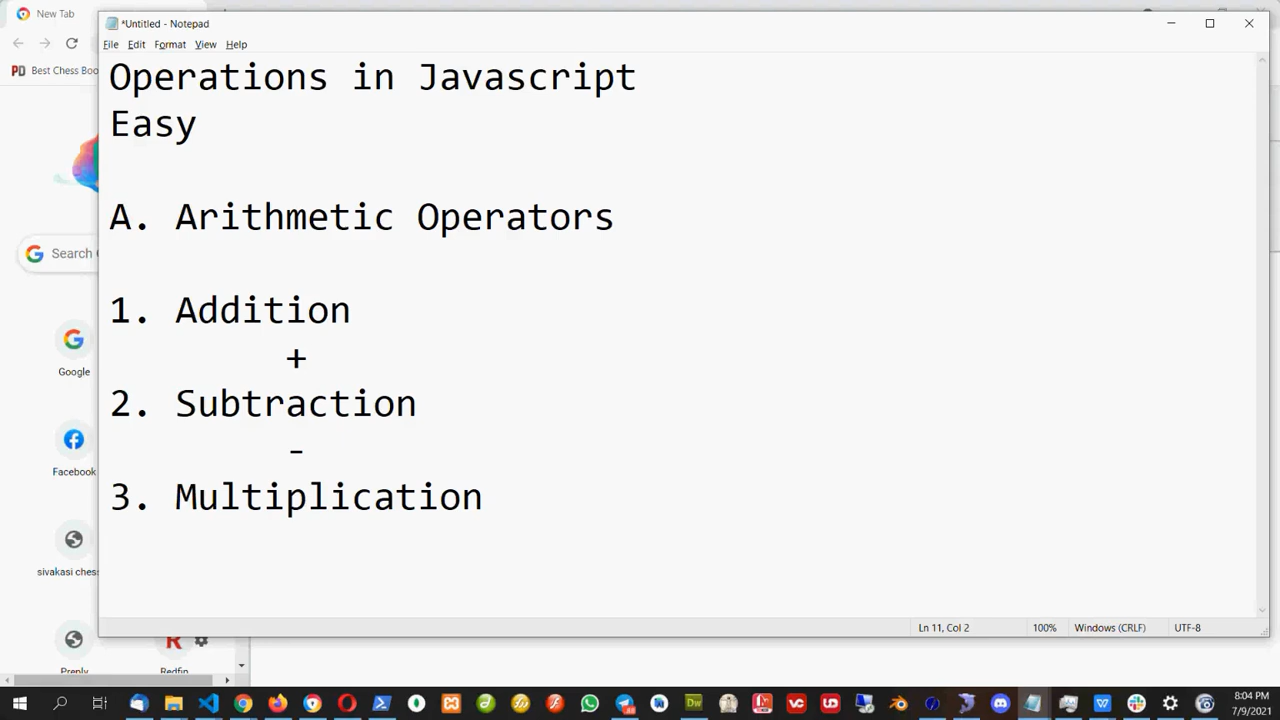 New Tab
*Untitled - Notepad
File Edit Format View Help
Best Chess Boo
Operations in Javascript
Easy
A. Arithmetic Operators
Search G
1. Addition
+
Google
2. Subtraction
-
Facebook
3. Multiplication
sivakasi chess
Ln 11, Col 2 100% Windows (CRLF) UTF-8
Preply
Redfin
8:04 PM
7/9/2021